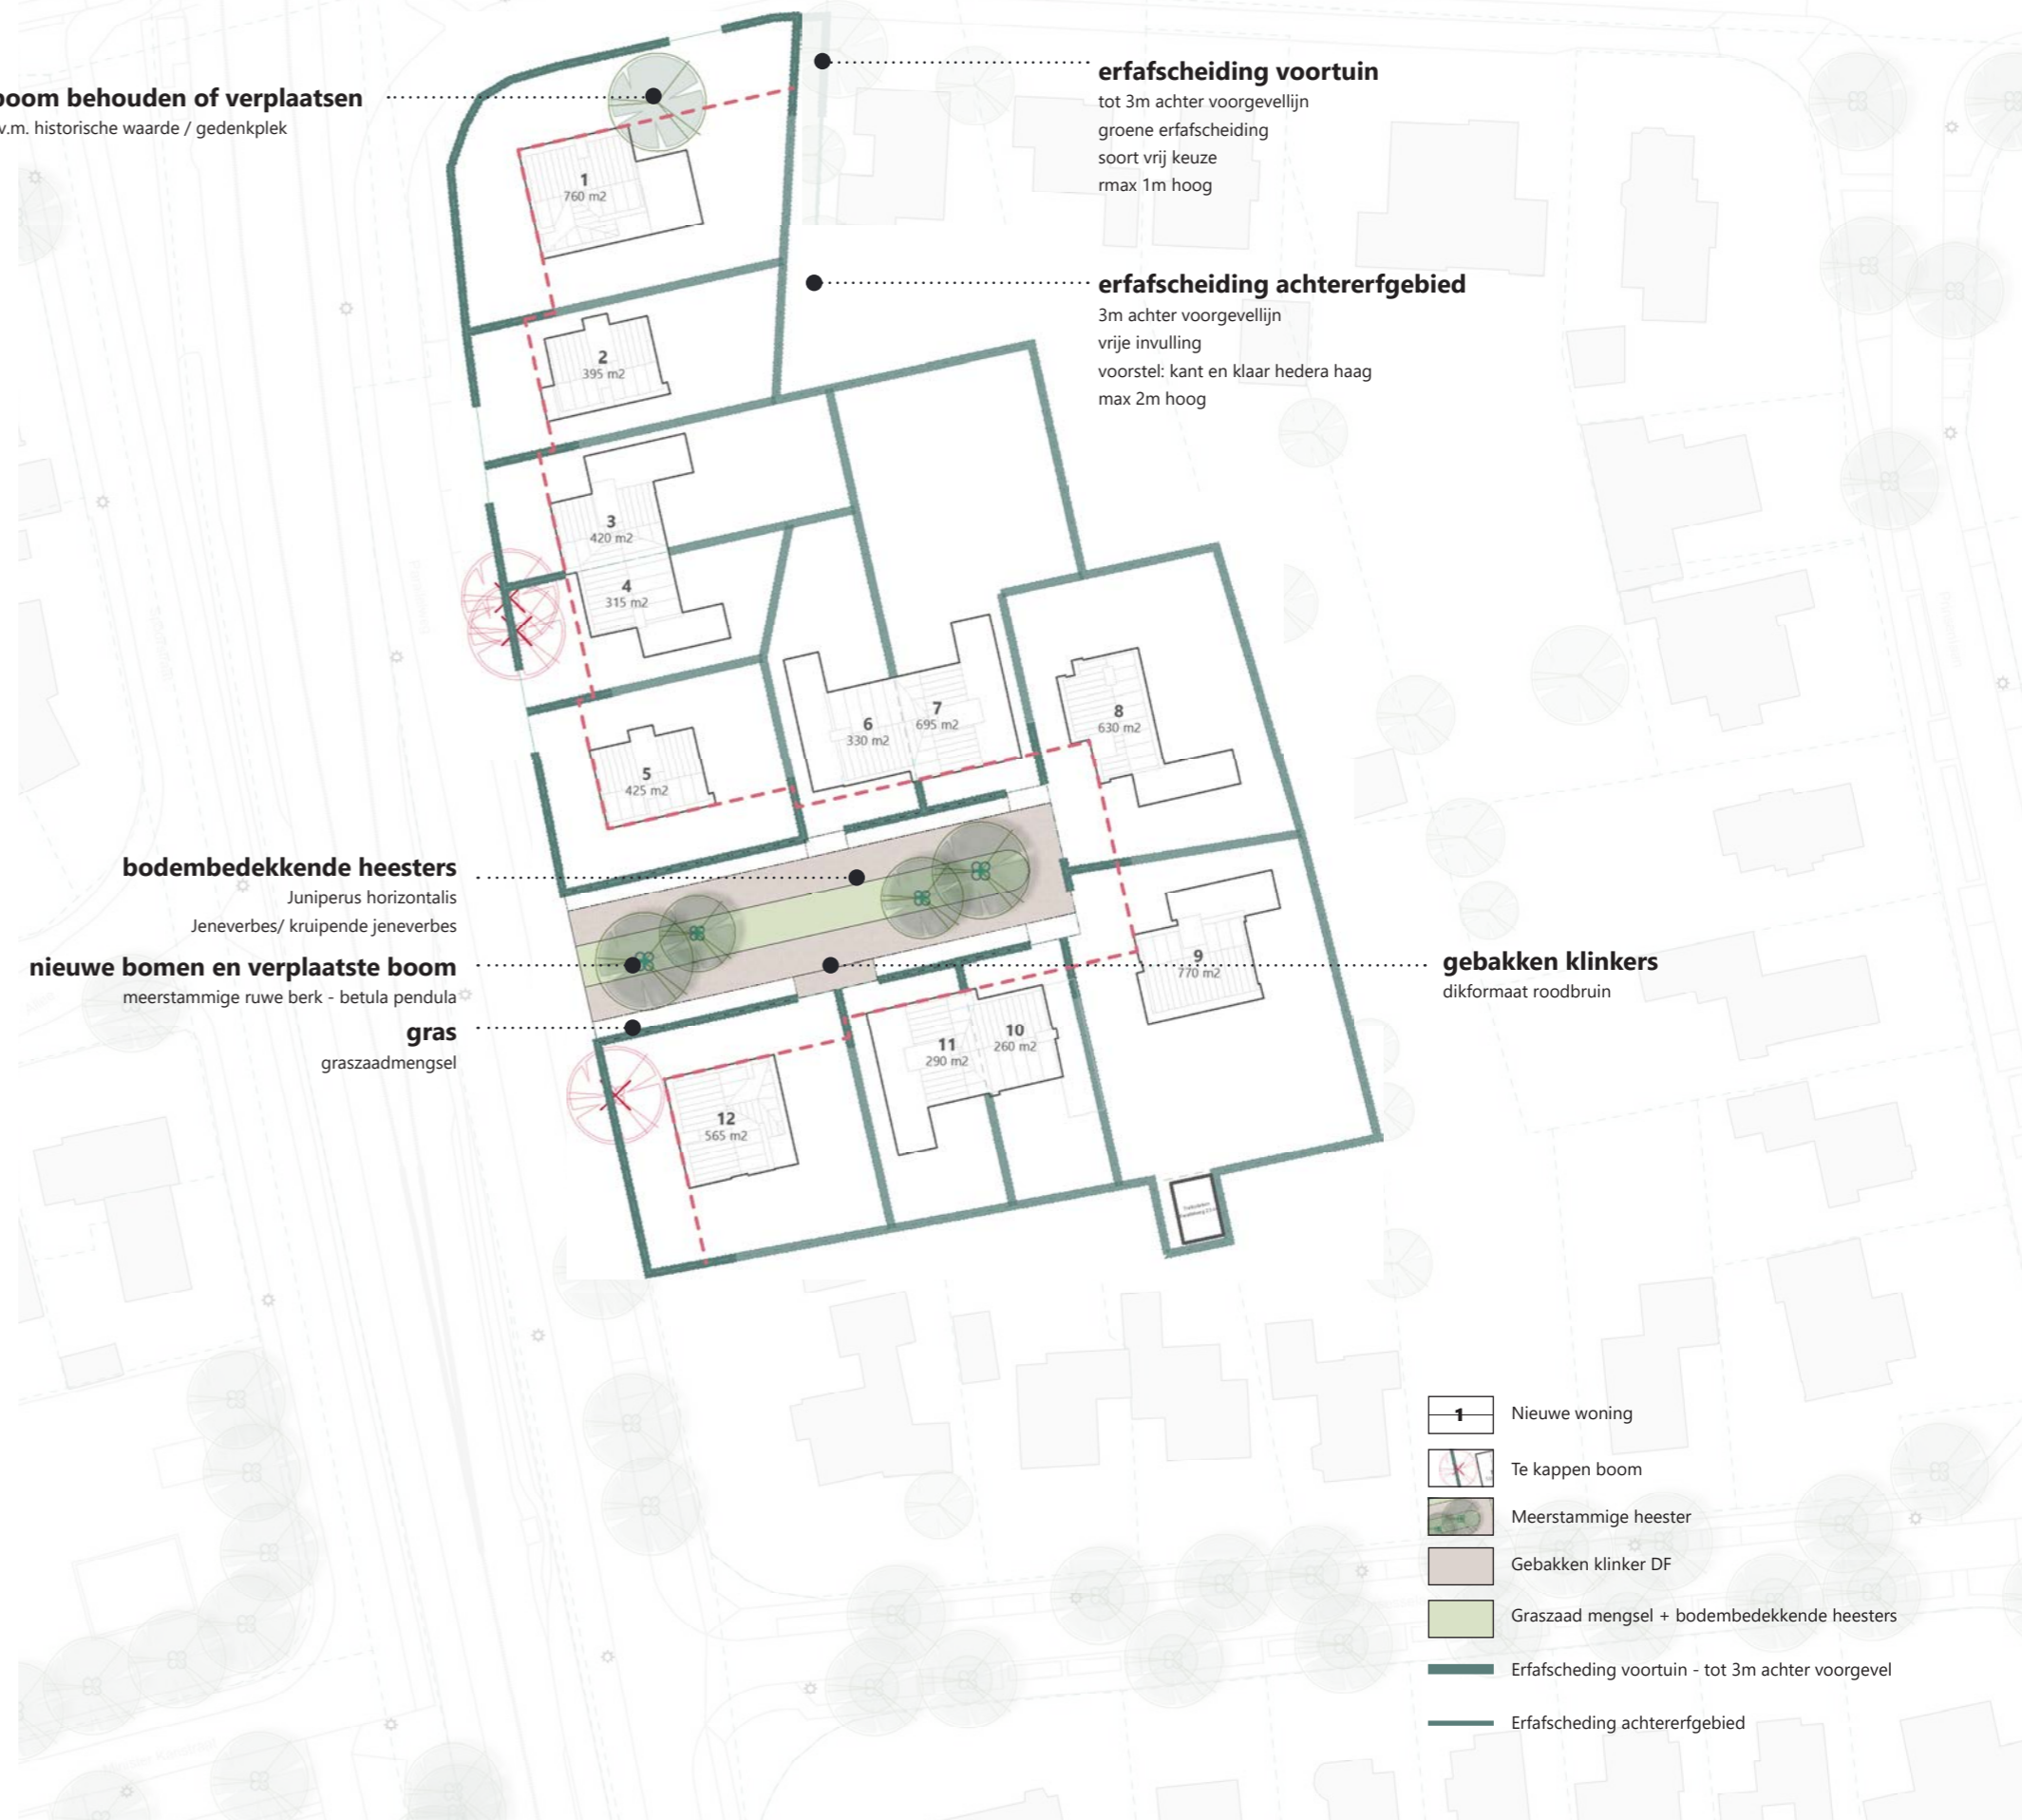 boom behouden of verplaatsen
v.m. historische waarde / gedenkplek
erfafscheiding voortuin
tot 3m achter voorgevellijn
groene erfafscheiding
soort vrij keuze
rmax 1m hoog
erfafscheiding achtererfgebied
3m achter voorgevellijn
vrije invulling
voorstel: kant en klaar hedera haag
max 2m hoog
1
760 m2
2
395 m2
3
420 m2
4
315 m2
5
425 m2
6
330 m2
7
695 m2
8
630 m2
9
770 m2
10
260 m2
11
290 m2
12
565 m2
bodembedekkende heesters
Juniperus horizontalis
Jeneverbes/ kruipende jeneverbes
nieuwe bomen en verplaatste boom
meerstammige ruwe berk - betula pendula
gras
graszaadmengsel
gebakken klinkers
dikformaat roodbruin
1
Nieuwe woning
Te kappen boom
Meerstammige heester
Gebakken klinker DF
Graszaad mengsel + bodembedekkende heesters
Erfafscheding voortuin - tot 3m achter voorgevel
Erfafscheding achtererfgebied